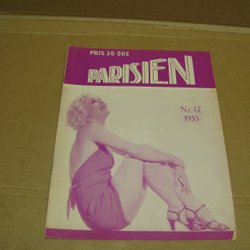 PRIS 35 ÖRE
PARISIEN
Nr. 17
1935